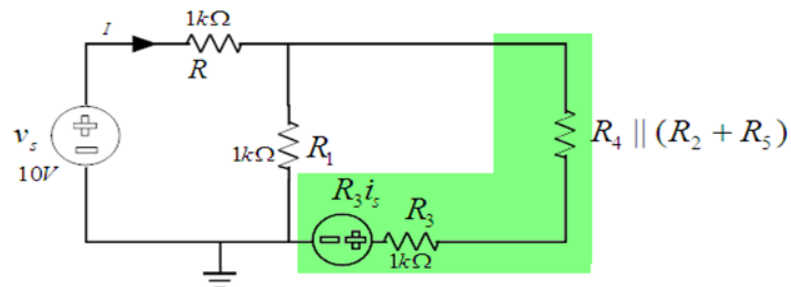 1kΩ
I
R
v_s
10V
1kΩ
R_1
R_4 || (R_2 + R_5)
R_3 i_s
R_3
1kΩ